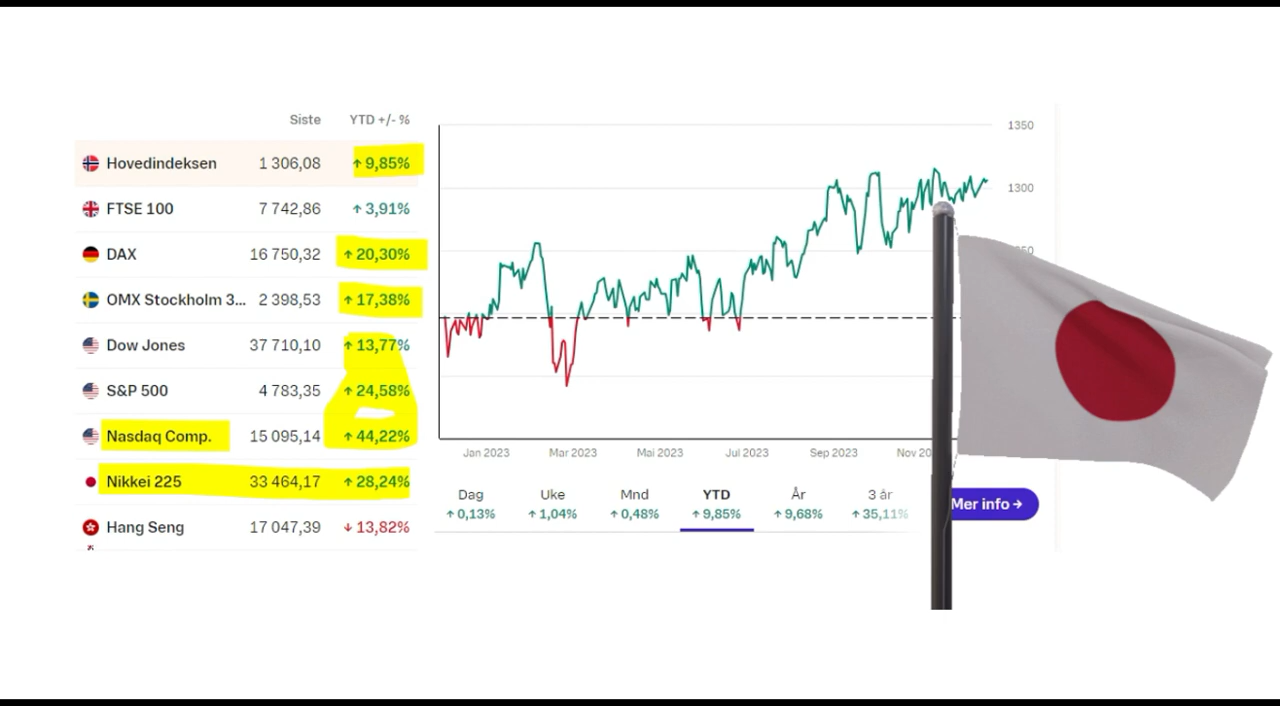 Siste YTD +/- %
Hovedindeksen 1 306,08 ↑ 9,85%
FTSE 100 7 742,86 ↑ 3,91%
DAX 16 750,32 ↑ 20,30%
OMX Stockholm 3... 2 398,53 ↑ 17,38%
Dow Jones 37 710,10 ↑ 13,77%
S&P 500 4 783,35 ↑ 24,58%
Nasdaq Comp. 15 095,14 ↑ 44,22%
Nikkei 225 33 464,17 ↑ 28,24%
Hang Seng 17 047,39 ↓ 13,82%
1350
1300
Jan 2023 Mar 2023 Mai 2023 Jul 2023 Sep 2023 Nov 20
Dag Uke Mnd YTD År 3 år
↑ 0,13% ↑ 1,04% ↑ 0,48% ↑ 9,85% ↑ 9,68% ↑ 35,11%
Mer info →